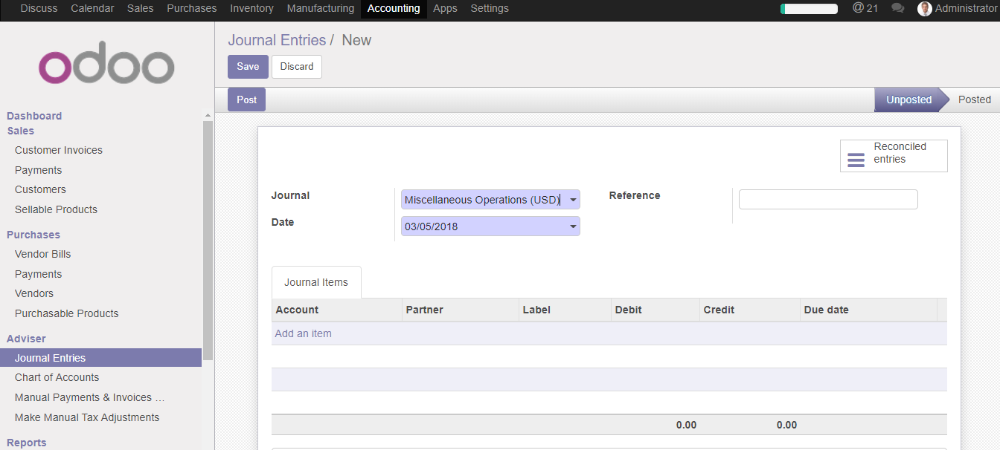 Discuss Calendar Sales Purchases Inventory Manufacturing Accounting Apps Settings @ 21 Administrator
odoo
Journal Entries / New
Save Discard
Post Unposted Posted
Dashboard
Sales
Customer Invoices
Payments
Customers
Sellable Products
Purchases
Vendor Bills
Payments
Vendors
Purchasable Products
Adviser
Journal Entries
Chart of Accounts
Manual Payments & Invoices ...
Make Manual Tax Adjustments
Reports
Reconciled
entries
Journal Miscellaneous Operations (USD) Reference
Date 03/05/2018
Journal Items
Account Partner Label Debit Credit Due date
Add an item
0.00 0.00